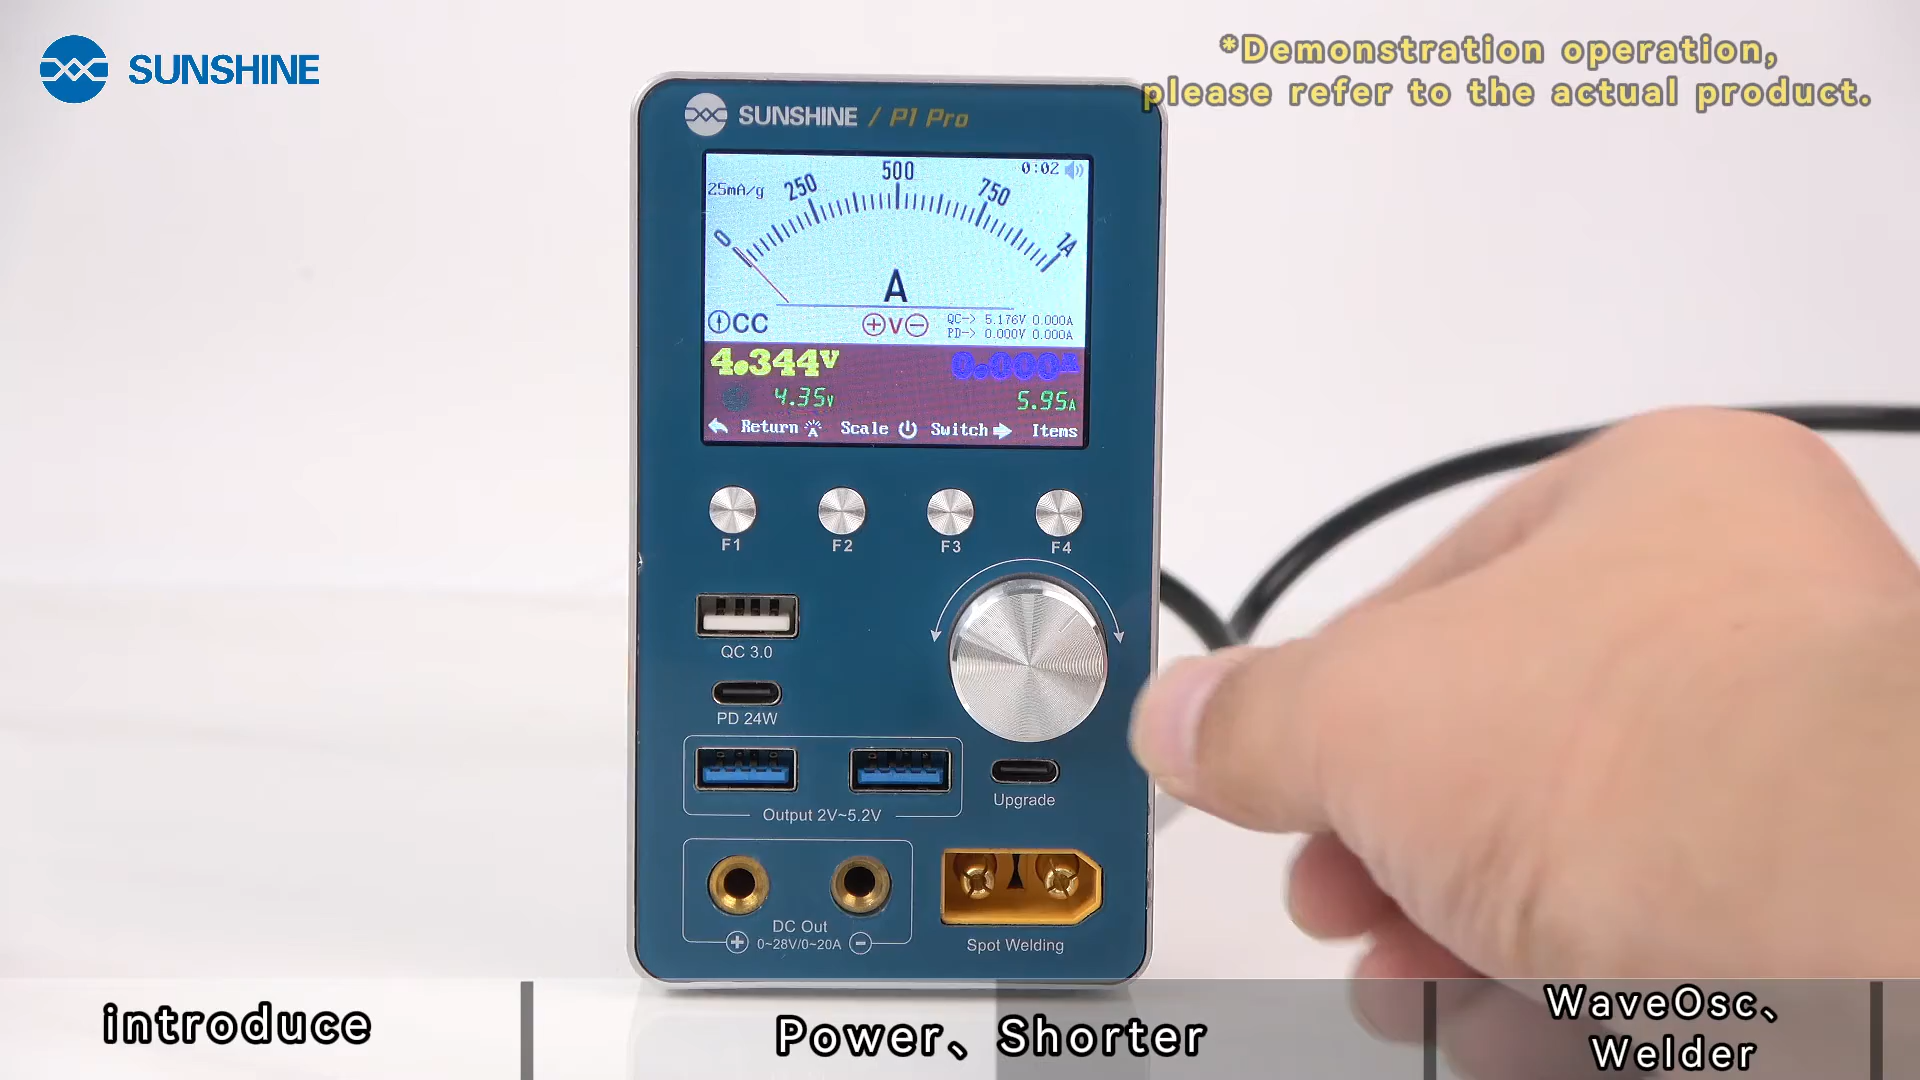 SUNSHINE
*Demonstration operation,
please refer to the actual product.
SUNSHINE / P1 Pro
0:02
25mA/g
0 250 500 750 1A
A
CC
+V−
QC-> 5.176V 0.000A
PD-> 0.000V 0.000A
4.344V 0.000A
4.35V 5.95A
Return Scale Switch Items
F1 F2 F3 F4
QC 3.0
PD 24W
Output 2V~5.2V
Upgrade
DC Out
+ 0~28V/0~20A −
Spot Welding
introduce
Power、Shorter
WaveOsc、
Welder